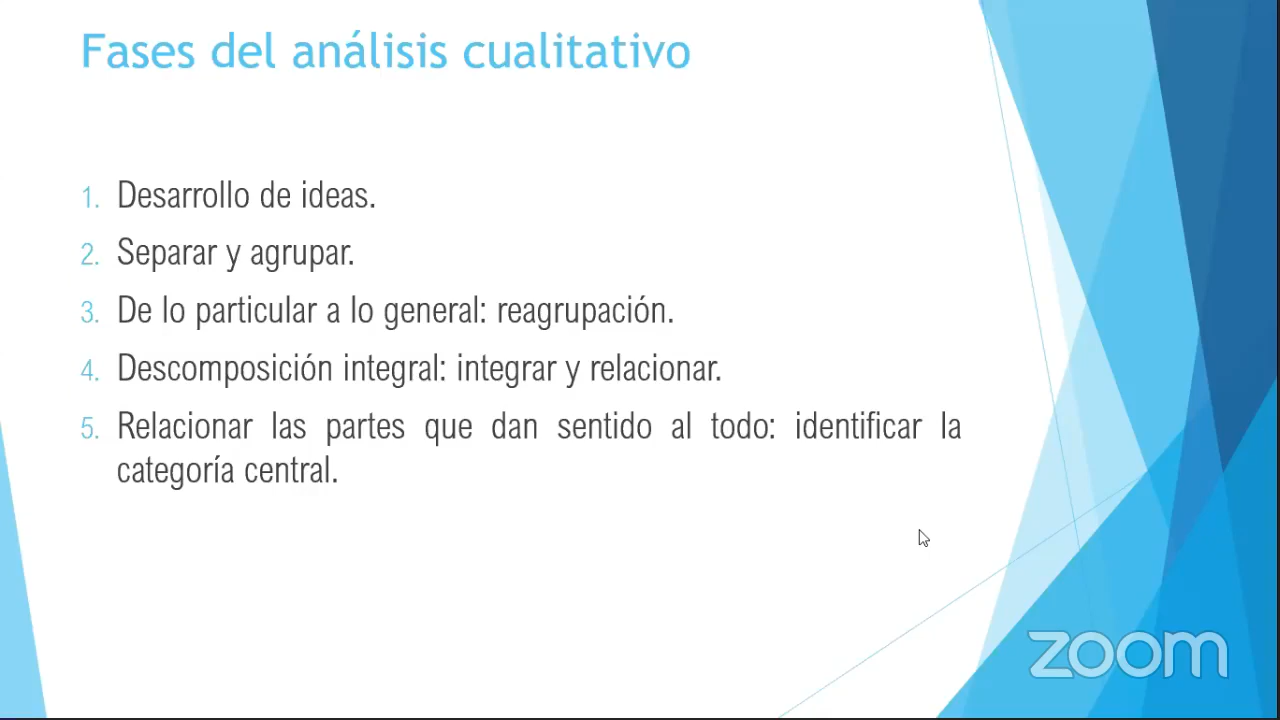 Fases del análisis cualitativo
1. Desarrollo de ideas.
2. Separar y agrupar.
3. De lo particular a lo general: reagrupación.
4. Descomposición integral: integrar y relacionar.
5. Relacionar las partes que dan sentido al todo: identificar la
categoría central.
zoom